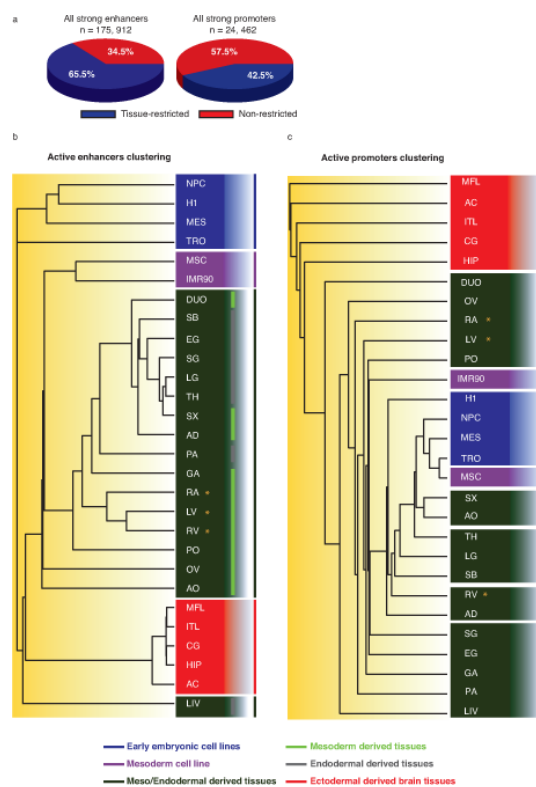 a
All strong enhancers
n = 175, 912
All strong promoters
n = 24, 462
34.5%
65.5%
57.5%
42.5%
Tissue-restricted
Non-restricted
b
Active enhancers clustering
NPC
H1
MES
TRO
MSC
IMR90
DUO
SB
EG
SG
LG
TH
SX
AD
PA
GA
RA *
LV *
RV *
PO
OV
AO
MFL
ITL
CG
HIP
AC
LIV
c
Active promoters clustering
MFL
AC
ITL
CG
HIP
DUO
OV
RA *
LV *
PO
IMR90
H1
NPC
MES
TRO
MSC
SX
AO
TH
LG
SB
RV *
AD
SG
EG
GA
PA
LIV
Early embryonic cell lines
Mesoderm cell line
Meso/Endodermal derived tissues
Mesoderm derived tissues
Endodermal derived tissues
Ectodermal derived brain tissues